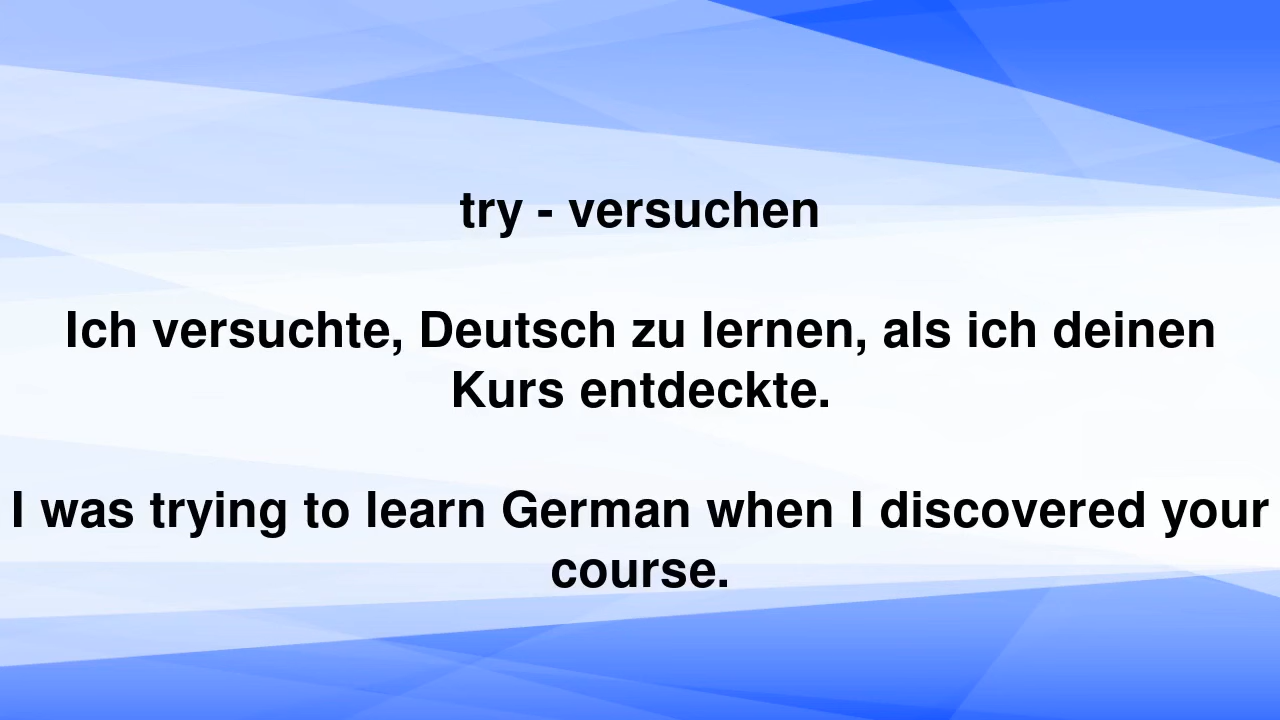 try - versuchen
Ich versuchte, Deutsch zu lernen, als ich deinen
Kurs entdeckte.
I was trying to learn German when I discovered your
course.